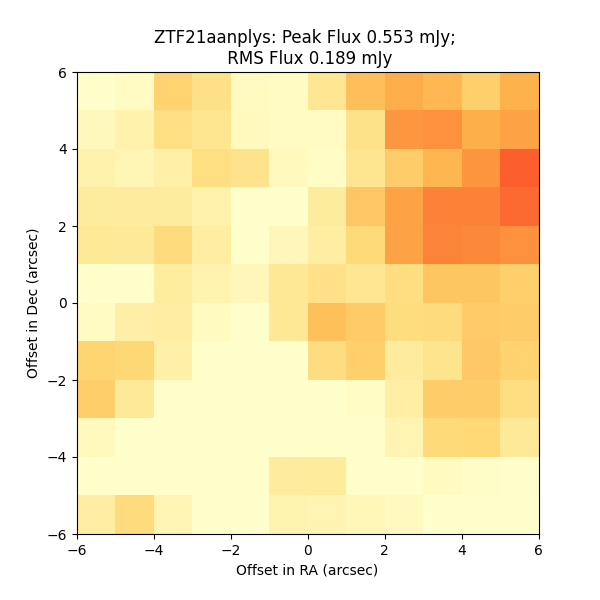 ZTF21aanplys: Peak Flux 0.553 mJy;
RMS Flux 0.189 mJy
6
4
2
0
−2
−4
−6
Offset in Dec (arcsec)
−6 −4 −2 0 2 4 6
Offset in RA (arcsec)